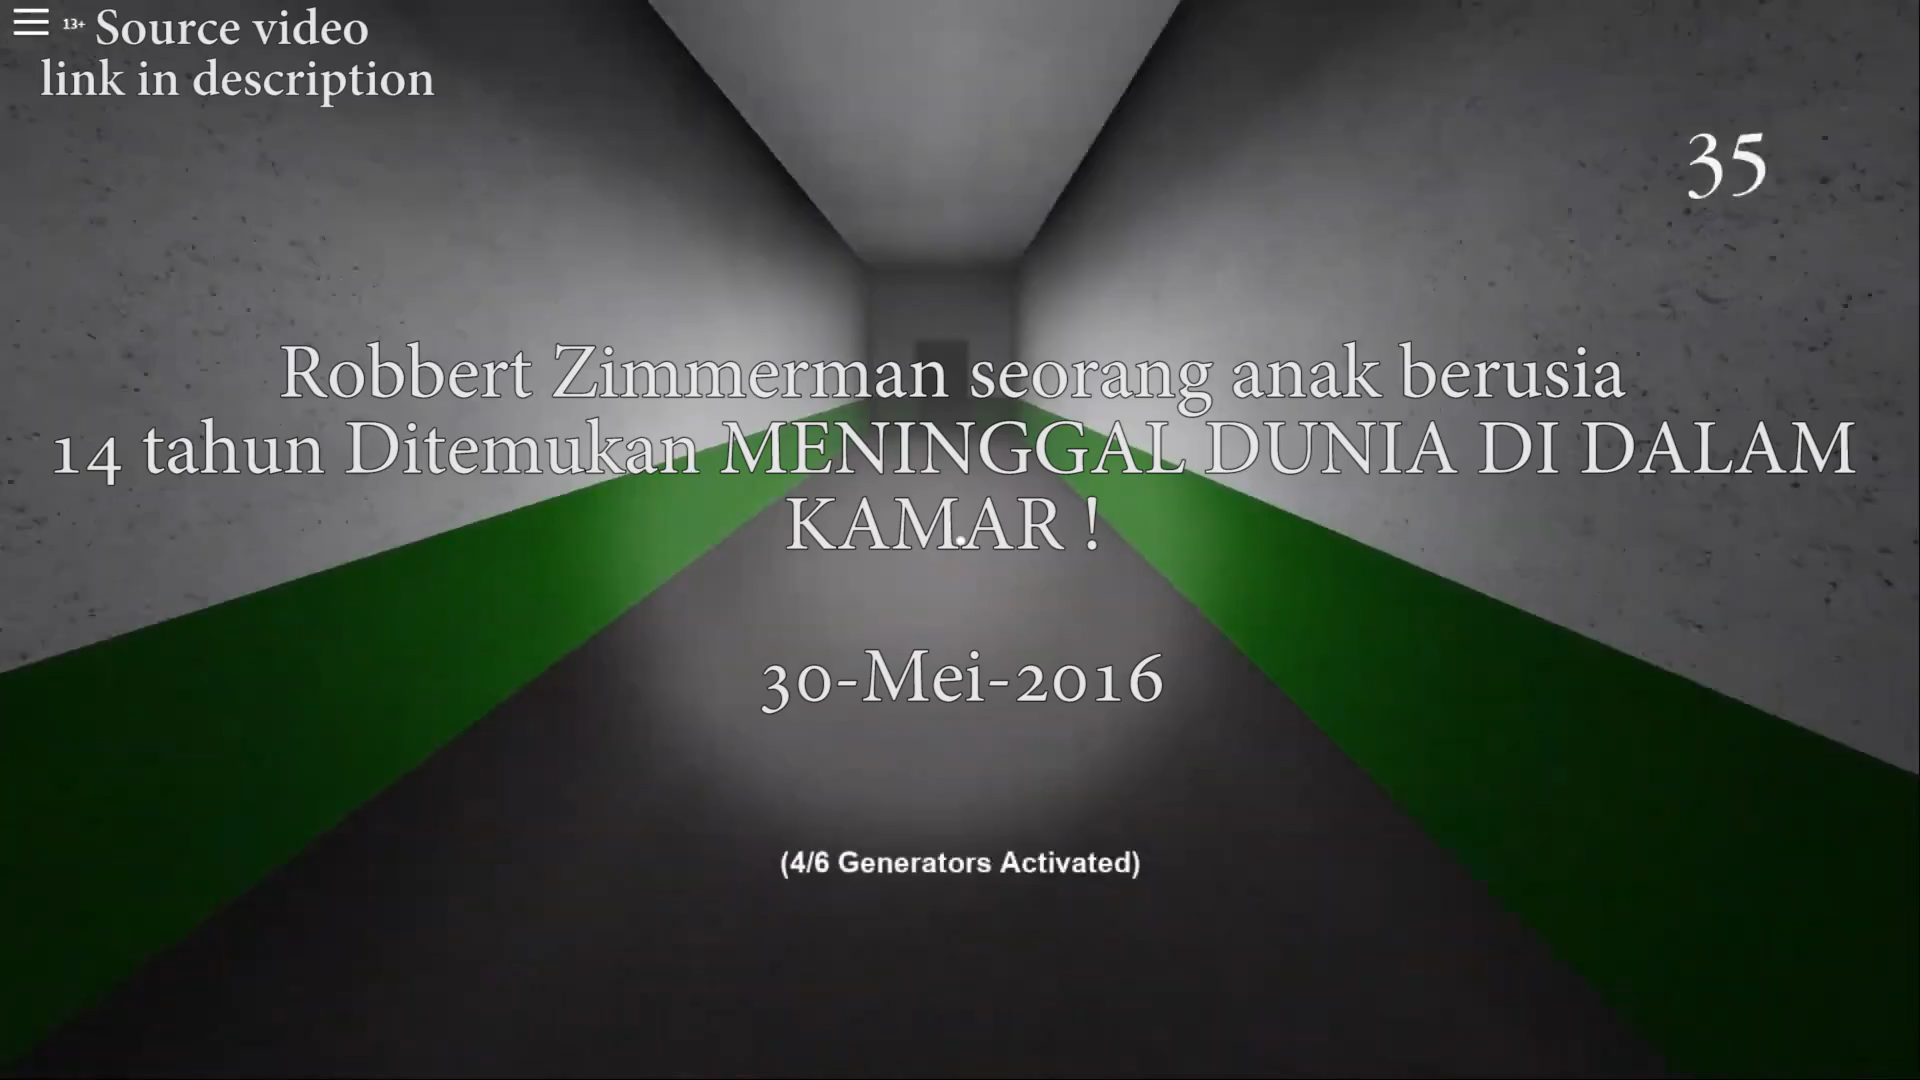 13+ Source video
link in description
35
Robbert Zimmerman seorang anak berusia
14 tahun Ditemukan MENINGGAL DUNIA DI DALAM
KAMAR !
30-Mei-2016
(4/6 Generators Activated)